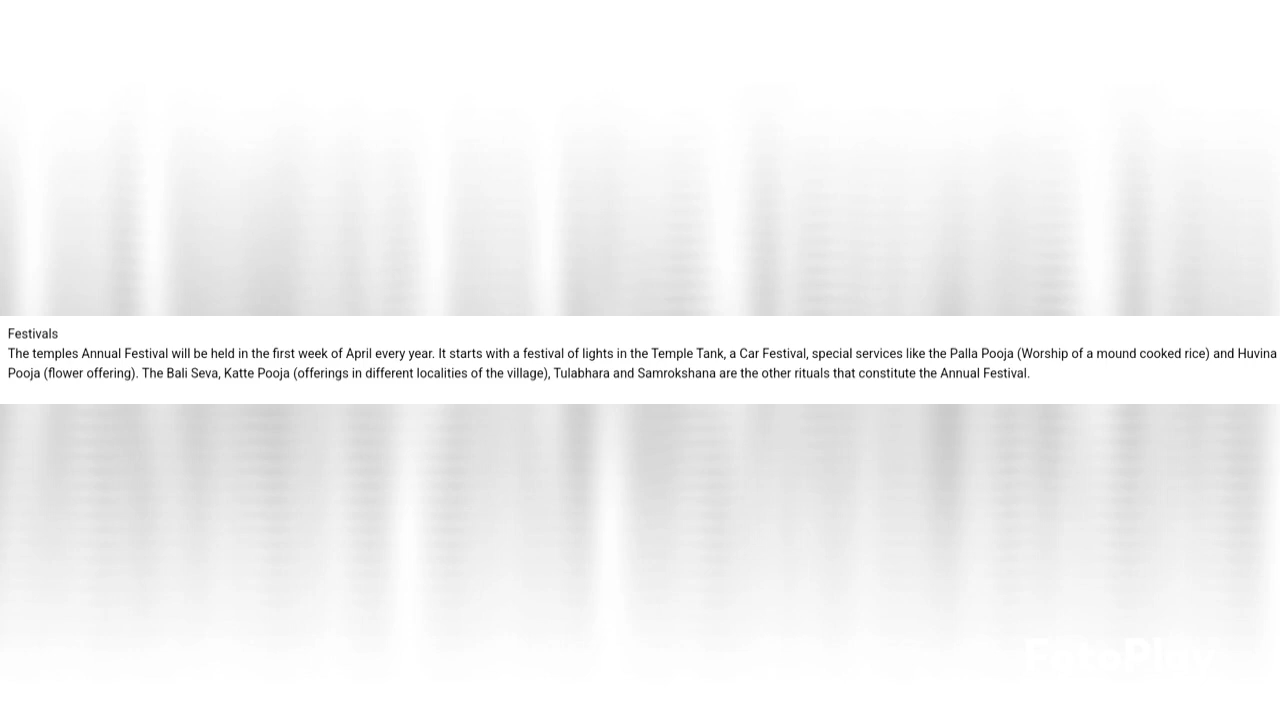 Festivals
The temples Annual Festival will be held in the first week of April every year. It starts with a festival of lights in the Temple Tank, a Car Festival, special services like the Palla Pooja (Worship of a mound cooked rice) and Huvina
Pooja (flower offering). The Bali Seva, Katte Pooja (offerings in different localities of the village), Tulabhara and Samrokshana are the other rituals that constitute the Annual Festival.
FotoPlay